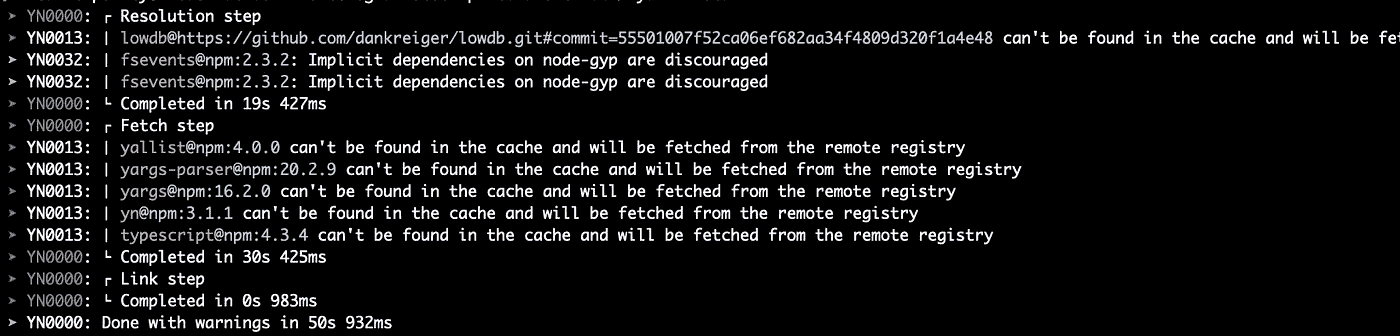 ➤ YN0000: ┌ Resolution step
➤ YN0013: │ lowdb@https://github.com/dankreiger/lowdb.git#commit=55501007f52ca06ef682aa34f4809d320f1a4e48 can't be found in the cache and will be fet
➤ YN0032: │ fsevents@npm:2.3.2: Implicit dependencies on node-gyp are discouraged
➤ YN0032: │ fsevents@npm:2.3.2: Implicit dependencies on node-gyp are discouraged
➤ YN0000: └ Completed in 19s 427ms
➤ YN0000: ┌ Fetch step
➤ YN0013: │ yallist@npm:4.0.0 can't be found in the cache and will be fetched from the remote registry
➤ YN0013: │ yargs-parser@npm:20.2.9 can't be found in the cache and will be fetched from the remote registry
➤ YN0013: │ yargs@npm:16.2.0 can't be found in the cache and will be fetched from the remote registry
➤ YN0013: │ yn@npm:3.1.1 can't be found in the cache and will be fetched from the remote registry
➤ YN0013: │ typescript@npm:4.3.4 can't be found in the cache and will be fetched from the remote registry
➤ YN0000: └ Completed in 30s 425ms
➤ YN0000: ┌ Link step
➤ YN0000: └ Completed in 0s 983ms
➤ YN0000: Done with warnings in 50s 932ms